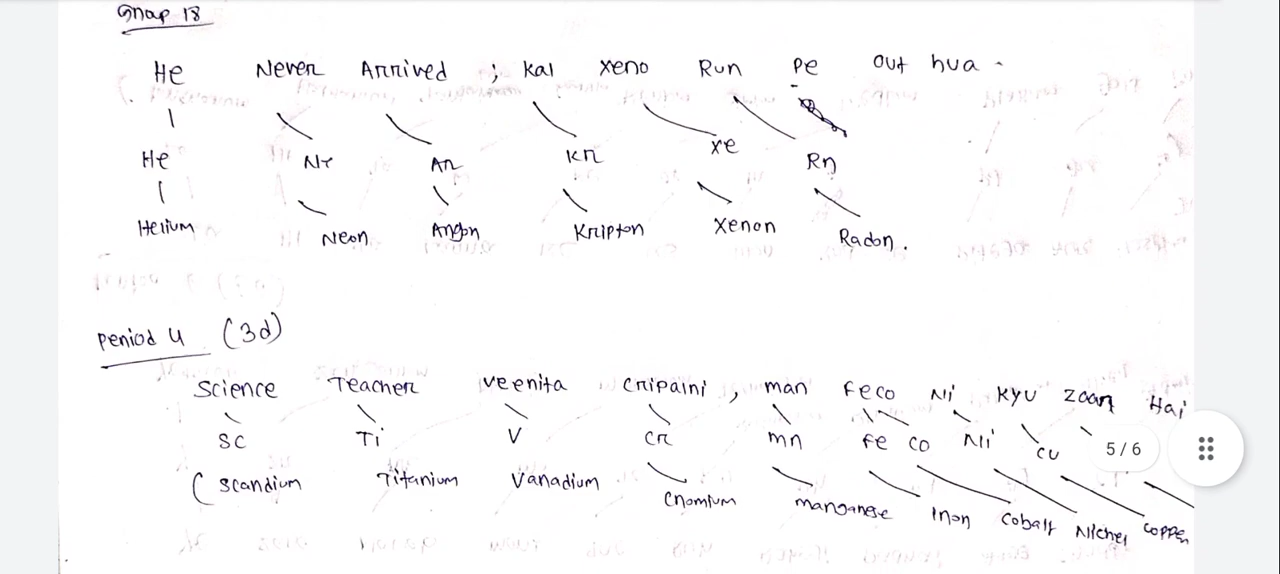 Group 18
He Never Arrived ; Kal Xeno Run Pe out hua -
He Ne Ar Kr Xe Rn
Helium Neon Argon Kripton Xenon Radon.
Period 4 (3d)
Science Teacher Veenita Cripaini , man Feco Ni Kyu Zaan Hai
Sc Ti V Cr mn Fe Co Ni Cu
( Scandium Titanium Vanadium Cromium manganese Iron Cobalt Nickel Copper
5 / 6